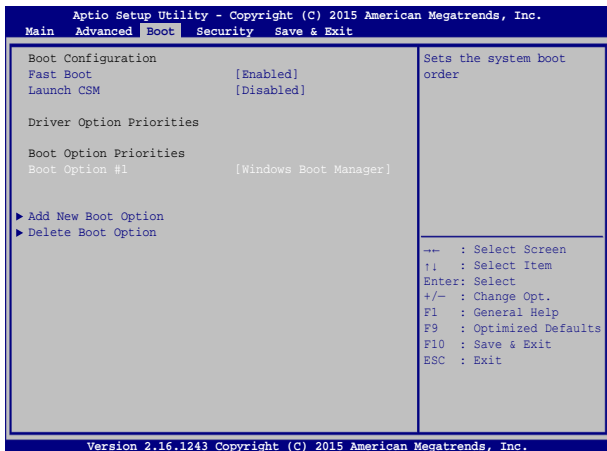 Aptio Setup Utility - Copyright (C) 2015 American Megatrends, Inc.
Main Advanced Boot Security Save & Exit
Boot Configuration
Fast Boot [Enabled]
Launch CSM [Disabled]
Driver Option Priorities
Boot Option Priorities
Boot Option #1 [Windows Boot Manager]
▶ Add New Boot Option
▶ Delete Boot Option
Sets the system boot
order
→← : Select Screen
↑↓ : Select Item
Enter: Select
+/— : Change Opt.
F1 : General Help
F9 : Optimized Defaults
F10 : Save & Exit
ESC : Exit
Version 2.16.1243 Copyright (C) 2015 American Megatrends, Inc.